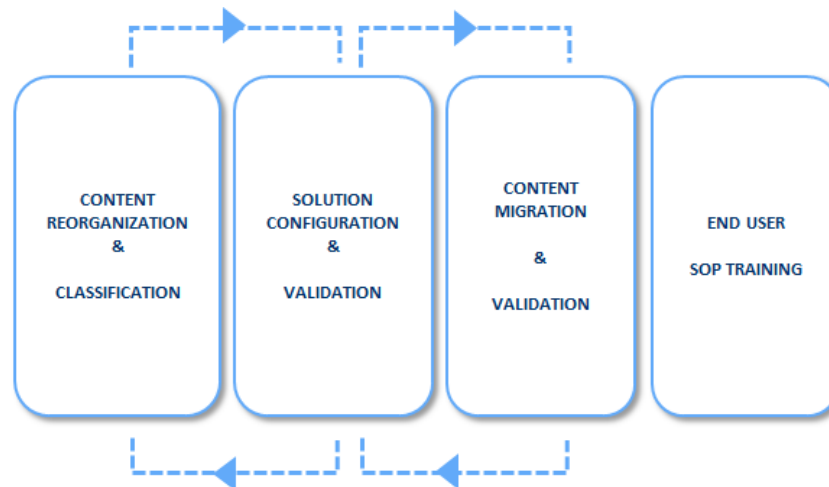 CONTENT
REORGANIZATION
&
CLASSIFICATION
SOLUTION
CONFIGURATION
&
VALIDATION
CONTENT
MIGRATION
&
VALIDATION
END USER
SOP TRAINING